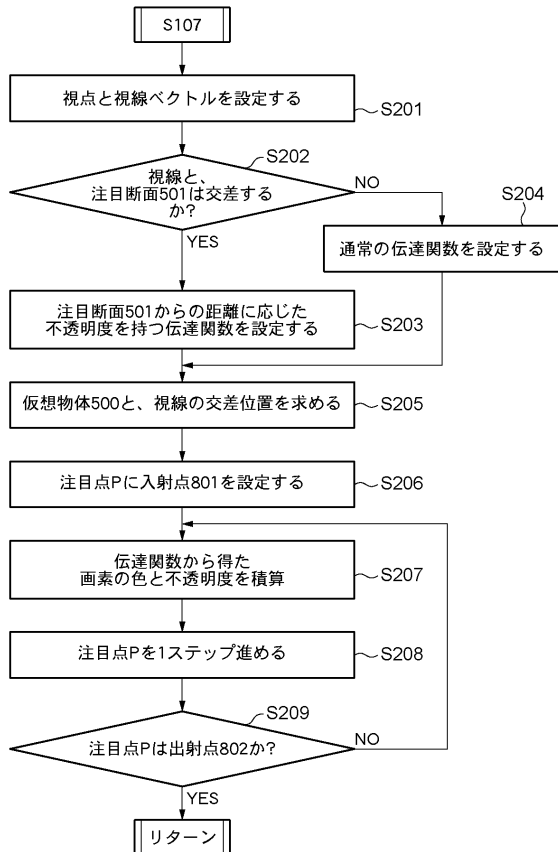 S107
視点と視線ベクトルを設定する
S201
S202
視線と、
注目断面501は交差する
か?
NO
YES
S204
通常の伝達関数を設定する
注目断面501からの距離に応じた
不透明度を持つ伝達関数を設定する
S203
仮想物体500と、視線の交差位置を求める
S205
注目点Pに入射点801を設定する
S206
伝達関数から得た
画素の色と不透明度を積算
S207
注目点Pを1ステップ進める
S208
S209
注目点Pは出射点802か?
NO
YES
リターン